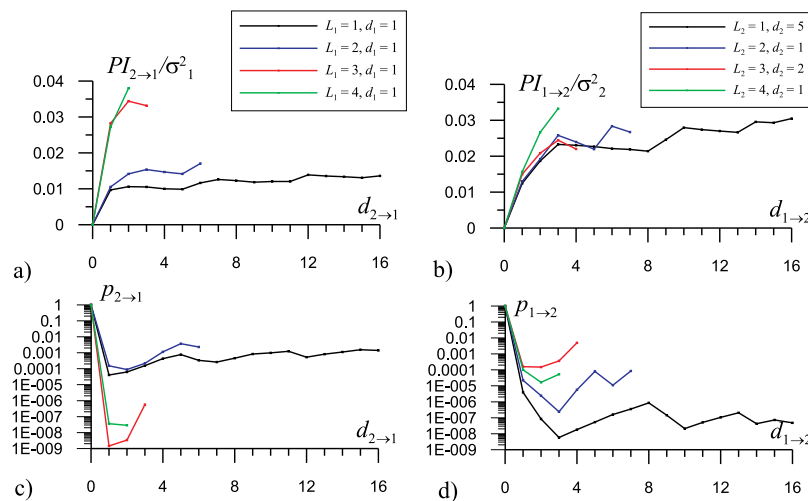 L₁ = 1, d₁ = 1
L₁ = 2, d₁ = 1
L₁ = 3, d₁ = 1
L₁ = 4, d₁ = 1
PI₂→₁/σ²₁
0.04
0.03
0.02
0.01
0
d₂→₁
0 4 8 12 16
a)
L₂ = 1, d₂ = 5
L₂ = 2, d₂ = 1
L₂ = 3, d₂ = 2
L₂ = 4, d₂ = 1
PI₁→₂/σ²₂
0.04
0.03
0.02
0.01
0
d₁→₂
0 4 8 12 16
b)
p₂→₁
1
0.1
0.01
0.001
0.0001
1E-005
1E-006
1E-007
1E-008
1E-009
d₂→₁
0 4 8 12 16
c)
p₁→₂
1
0.1
0.01
0.001
0.0001
1E-005
1E-006
1E-007
1E-008
1E-009
d₁→₂
0 4 8 12 16
d)